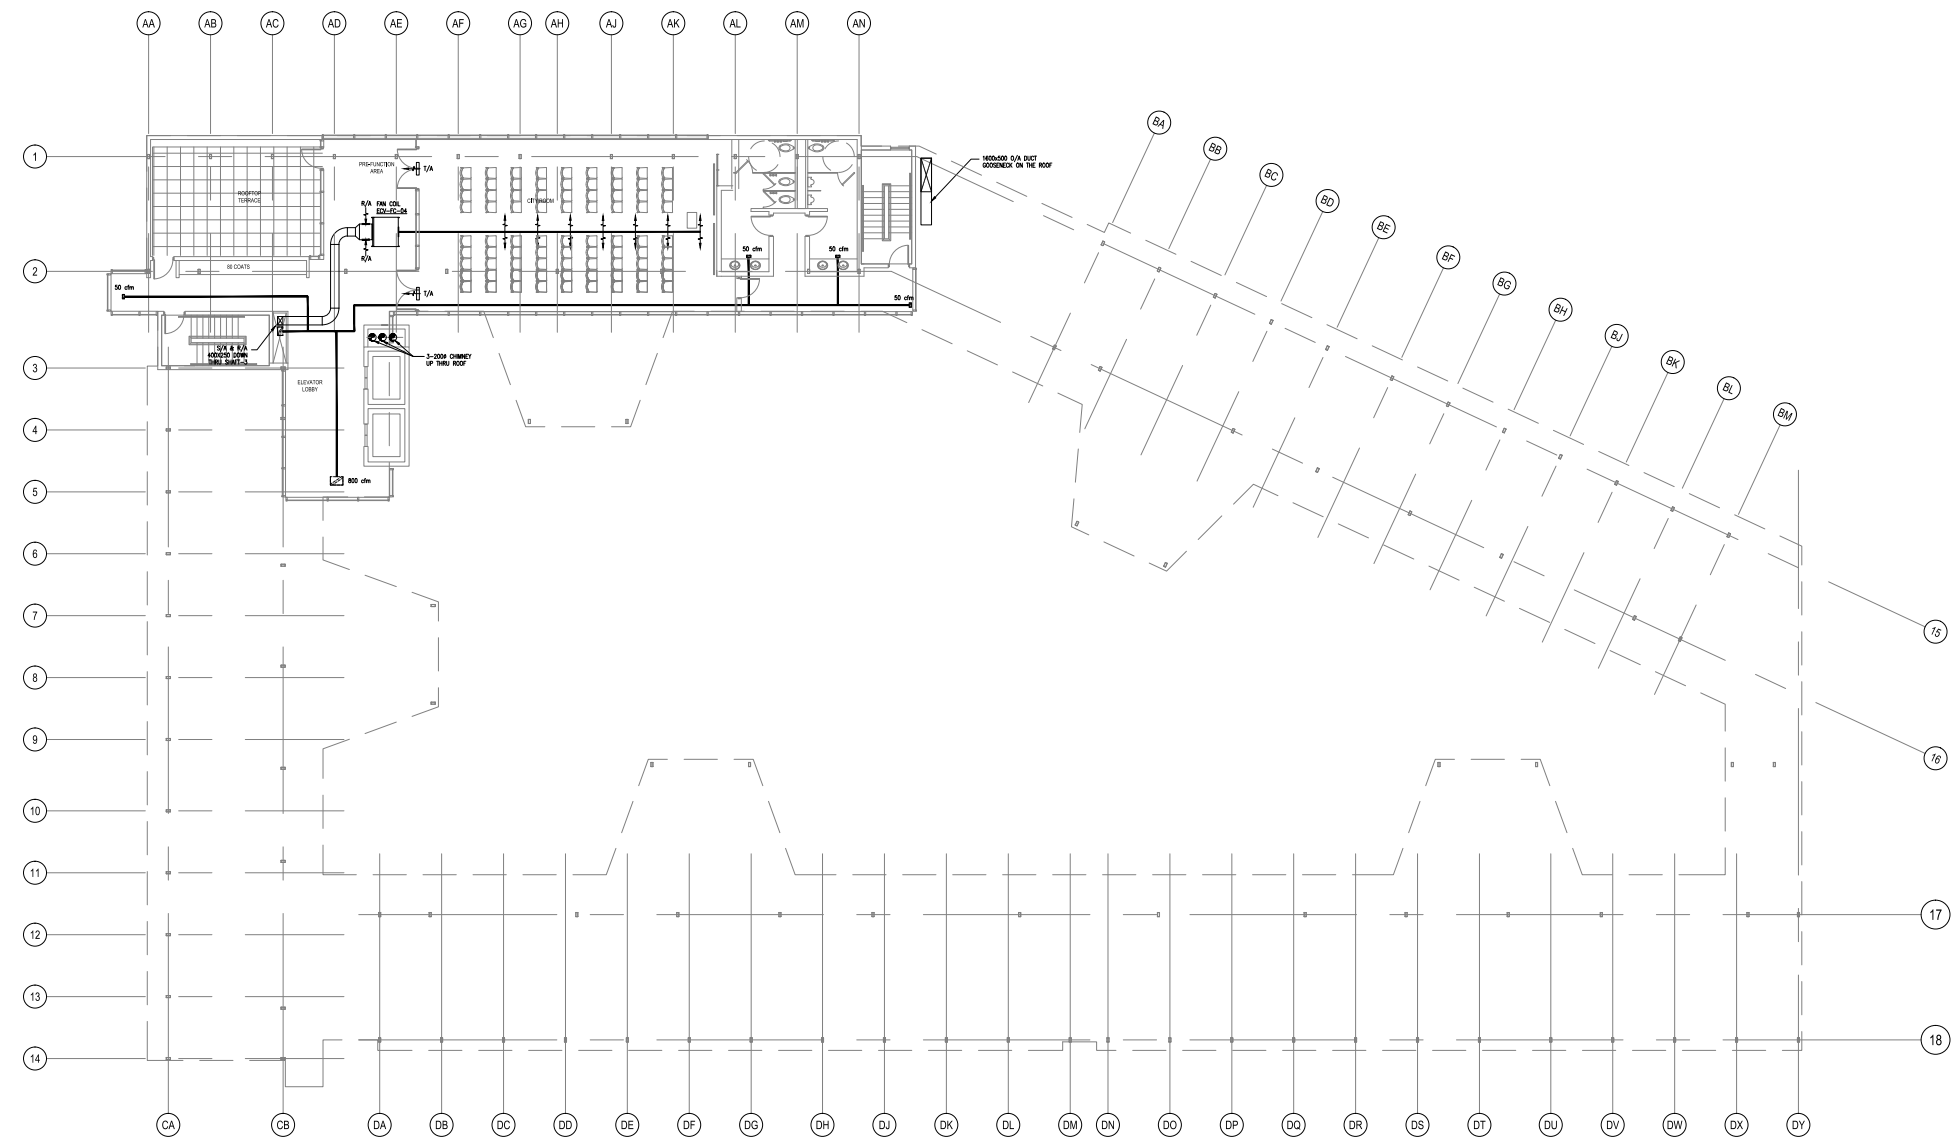 AA AB AC AD AE AF AG AH AJ AK AL AM AN
BA
BB
1
PRE-FUNCTION
AREA
T/A
1600x500 O/A DUCT
GOOSENECK ON THE ROOF
BC
ROOFTOP
TERRACE
R/A
FAN COIL
ECV-FC-04
CITY ROOM
BD
BE
R/A
50 cfm
50 cfm
BF
2
80 COATS
BG
50 cfm
T/A
50 cfm
BH
BJ
S/A & R/A
400X250 DOWN
THRU SHAFT-3
3-200ø CHIMNEY
UP THRU ROOF
BK
3
ELEVATOR
LOBBY
BL
BM
4
5
800 cfm
6
7
15
8
9
16
10
11
17
12
13
18
14
CA CB DA DB DC DD DE DF DG DH DJ DK DL DM DN DO DP DQ DR DS DT DU DV DW DX DY